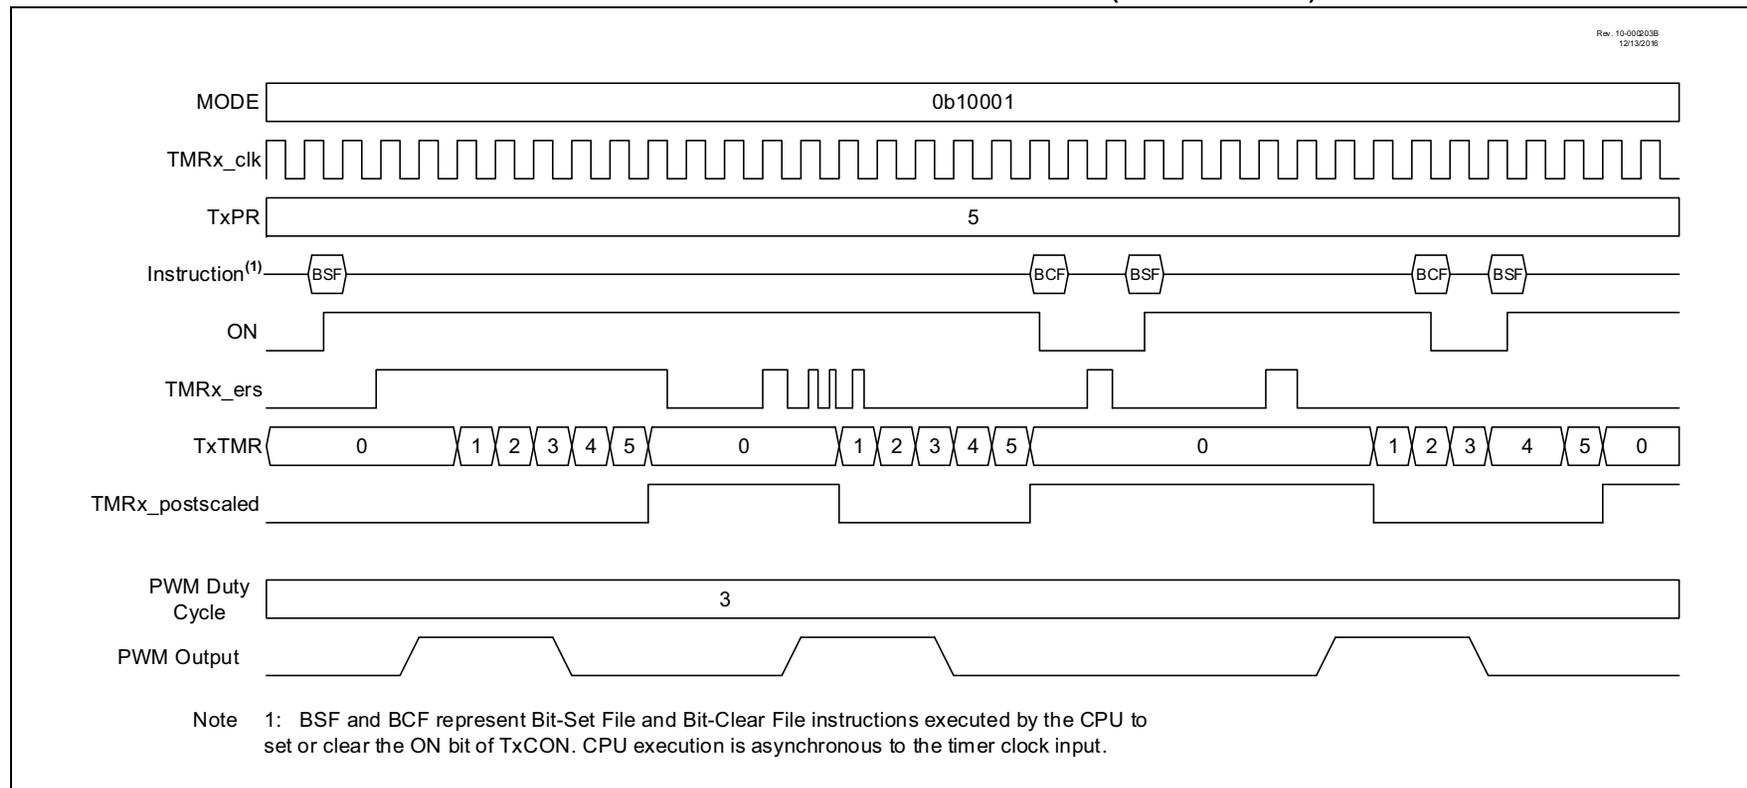 Rev. 10-000203B
12/13/2016
MODE 0b10001
TMRx_clk
TxPR 5
Instruction(1) BSF BCF BSF BCF BSF
ON
TMRx_ers
TxTMR 0 1 2 3 4 5 0 1 2 3 4 5 0 1 2 3 4 5 0
TMRx_postscaled
PWM Duty
Cycle 3
PWM Output
Note 1: BSF and BCF represent Bit-Set File and Bit-Clear File instructions executed by the CPU to
set or clear the ON bit of TxCON. CPU execution is asynchronous to the timer clock input.